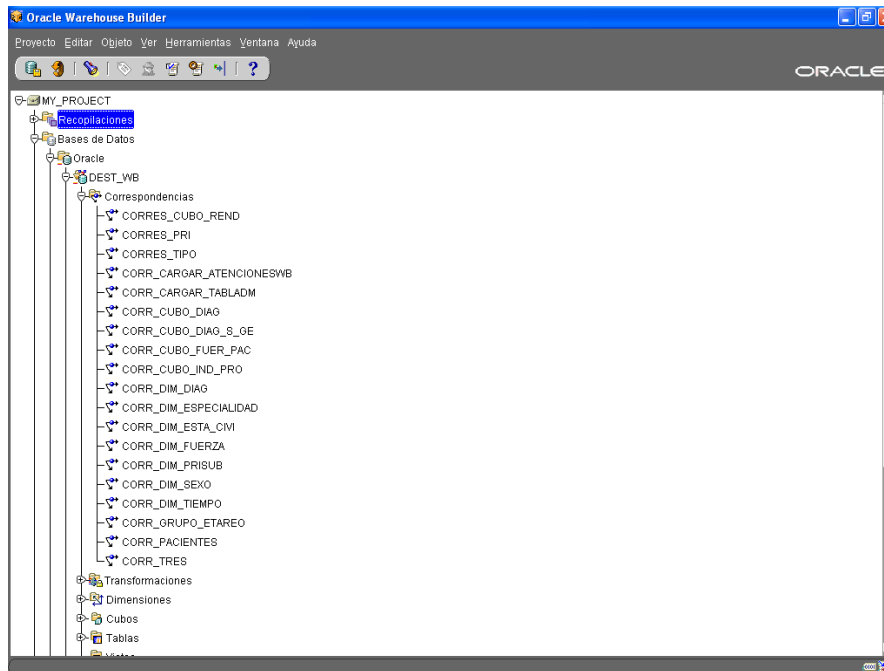 Oracle Warehouse Builder
Proyecto Editar Objeto Ver Herramientas Ventana Ayuda
ORACLE
MY_PROJECT
Recopilaciones
Bases de Datos
Oracle
DEST_WB
Correspondencias
CORRES_CUBO_REND
CORRES_PRI
CORRES_TIPO
CORR_CARGAR_ATENCIONESWB
CORR_CARGAR_TABLADM
CORR_CUBO_DIAG
CORR_CUBO_DIAG_S_GE
CORR_CUBO_FUER_PAC
CORR_CUBO_IND_PRO
CORR_DIM_DIAG
CORR_DIM_ESPECIALIDAD
CORR_DIM_ESTA_CIVI
CORR_DIM_FUERZA
CORR_DIM_PRISUB
CORR_DIM_SEXO
CORR_DIM_TIEMPO
CORR_GRUPO_ETAREO
CORR_PACIENTES
CORR_TRES
Transformaciones
Dimensiones
Cubos
Tablas